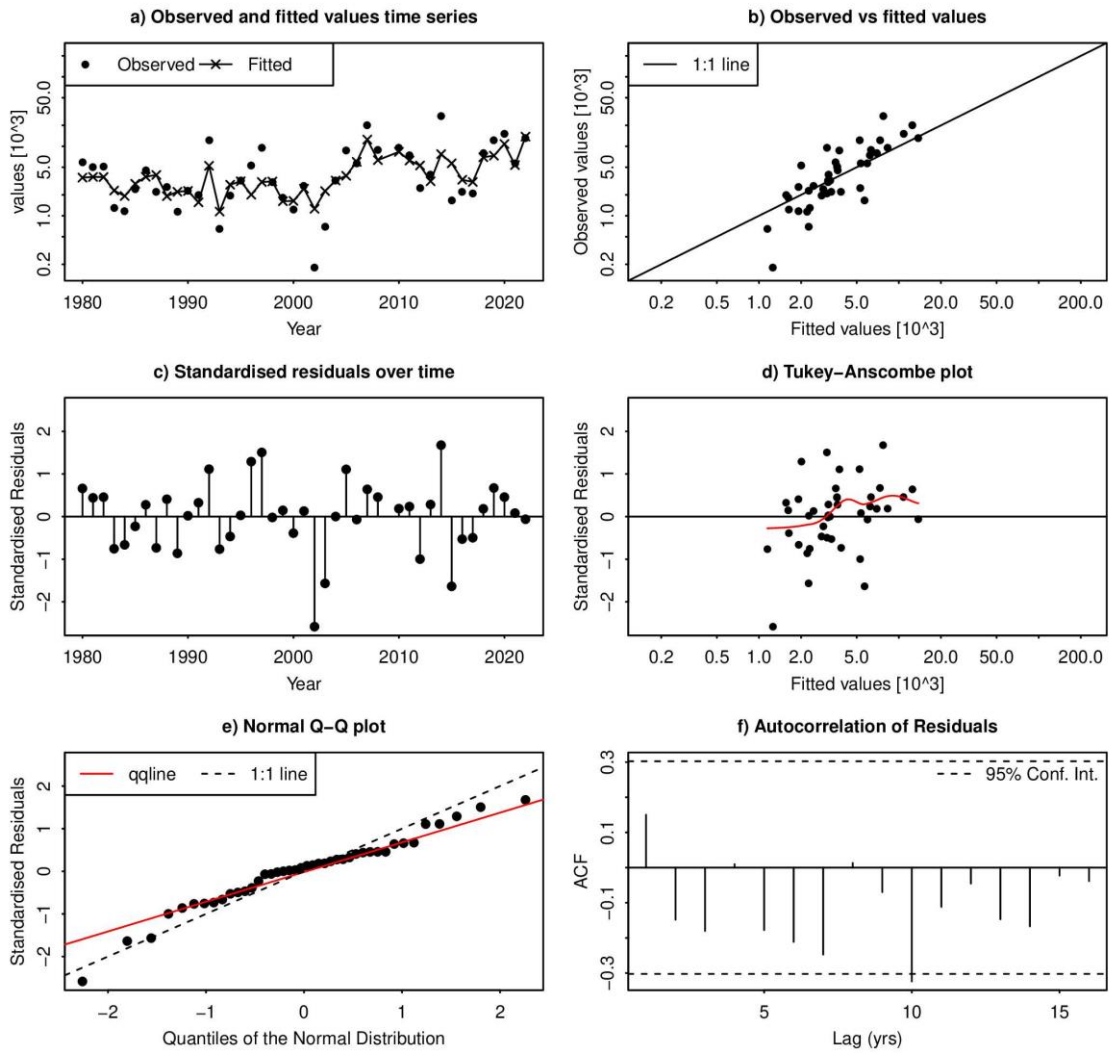 a) Observed and fitted values time series
Observed Fitted
values [10^3]
50.0
5.0
1.0
0.2
1980 1990 2000 2010 2020
Year
b) Observed vs fitted values
1:1 line
Observed values [10^3]
50.0
5.0
1.0
0.2
0.2 0.5 1.0 2.0 5.0 20.0 50.0 200.0
Fitted values [10^3]
c) Standardised residuals over time
Standardised Residuals
2
1
0
−1
−2
1980 1990 2000 2010 2020
Year
d) Tukey−Anscombe plot
Standardised Residuals
2
1
0
−1
−2
0.2 0.5 1.0 2.0 5.0 20.0 50.0 200.0
Fitted values [10^3]
e) Normal Q−Q plot
qqline 1:1 line
Standardised Residuals
2
1
0
−1
−2
−2 −1 0 1 2
Quantiles of the Normal Distribution
f) Autocorrelation of Residuals
95% Conf. Int.
ACF
0.3
0.1
−0.1
−0.3
5 10 15
Lag (yrs)